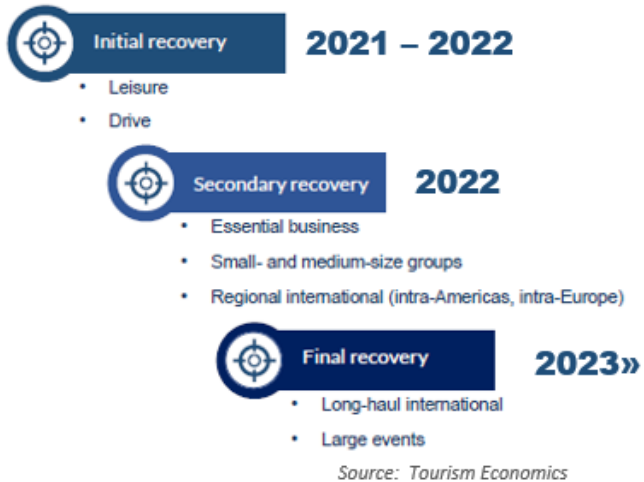 Initial recovery 2021 – 2022
• Leisure
• Drive
Secondary recovery 2022
• Essential business
• Small- and medium-size groups
• Regional international (intra-Americas, intra-Europe)
Final recovery 2023»
• Long-haul international
• Large events
Source: Tourism Economics